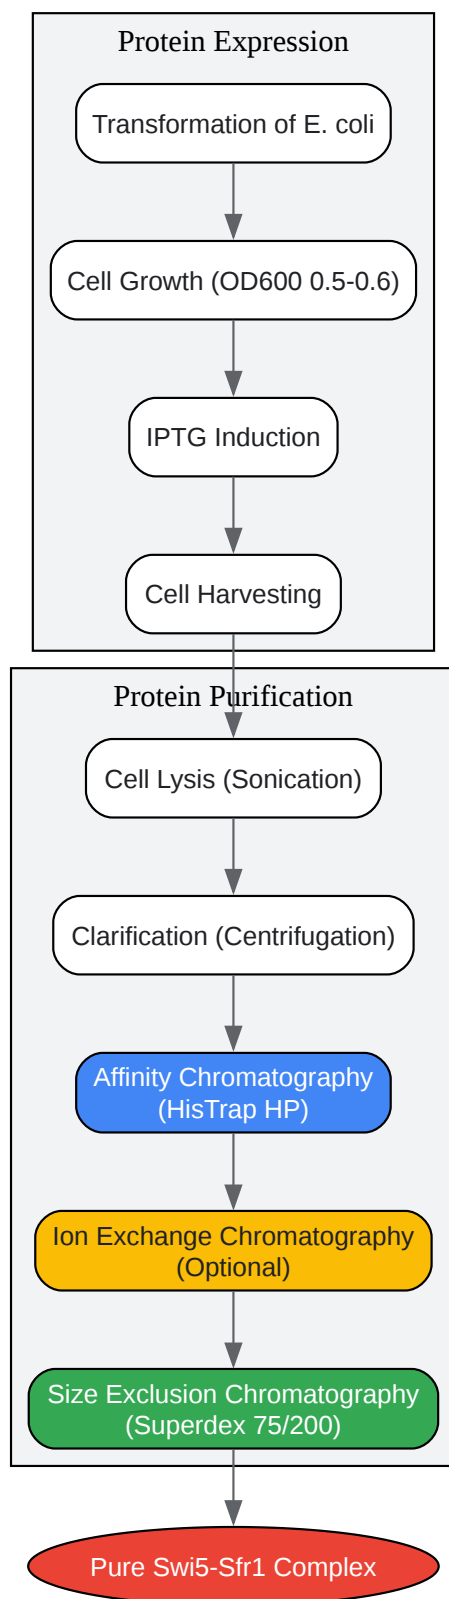 Protein Expression
Transformation of E. coli
Cell Growth (OD600 0.5-0.6)
IPTG Induction
Cell Harvesting
Protein Purification
Cell Lysis (Sonication)
Clarification (Centrifugation)
Affinity Chromatography
(HisTrap HP)
Ion Exchange Chromatography
(Optional)
Size Exclusion Chromatography
(Superdex 75/200)
Pure Swi5-Sfr1 Complex